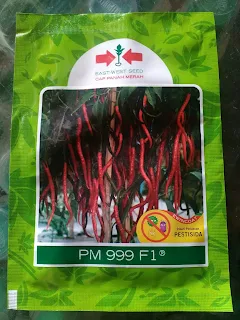 EAST-WEST SEED
CAP PANAH MERAH
PESTISIDA
PM 999 F1®